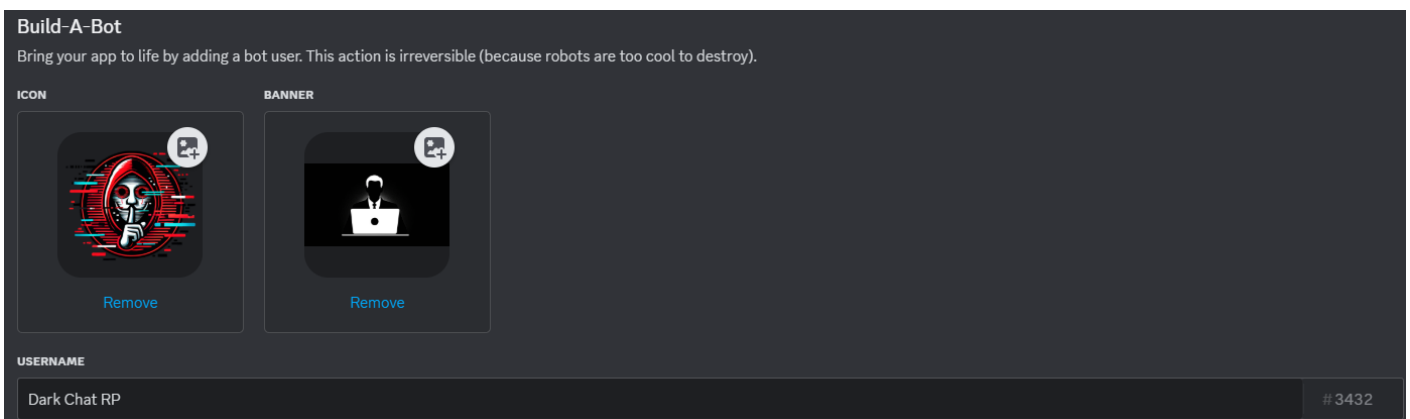 Build-A-Bot
Bring your app to life by adding a bot user. This action is irreversible (because robots are too cool to destroy).
ICON BANNER
Remove Remove
USERNAME
Dark Chat RP #3432